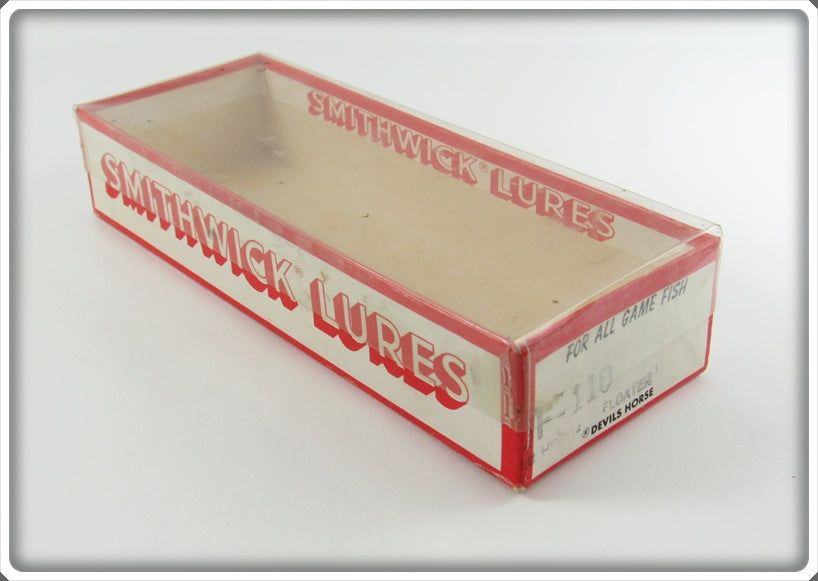 SMITHWICK® LURES
SMITHWICK® LURES
FOR ALL GAME FISH
F-110
FLOATER
® DEVILS HORSE